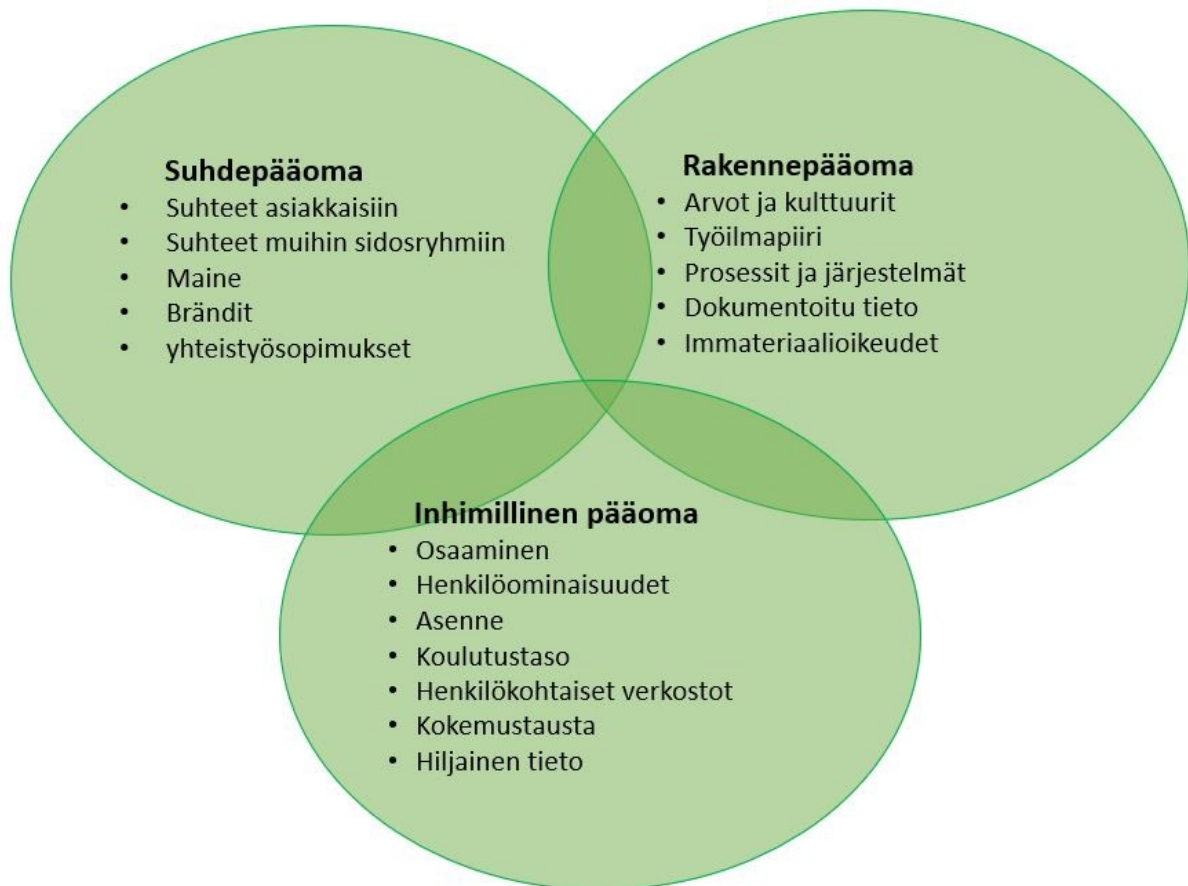 Suhdepääoma
• Suhteet asiakkaisiin
• Suhteet muihin sidosryhmiin
• Maine
• Brändit
• yhteistyösopimukset
Rakennepääoma
• Arvot ja kulttuurit
• Työilmapiiri
• Prosessit ja järjestelmät
• Dokumentoitu tieto
• Immateriaalioikeudet
Inhimillinen pääoma
• Osaaminen
• Henkilöominaisuudet
• Asenne
• Koulutustaso
• Henkilökohtaiset verkostot
• Kokemustausta
• Hiljainen tieto